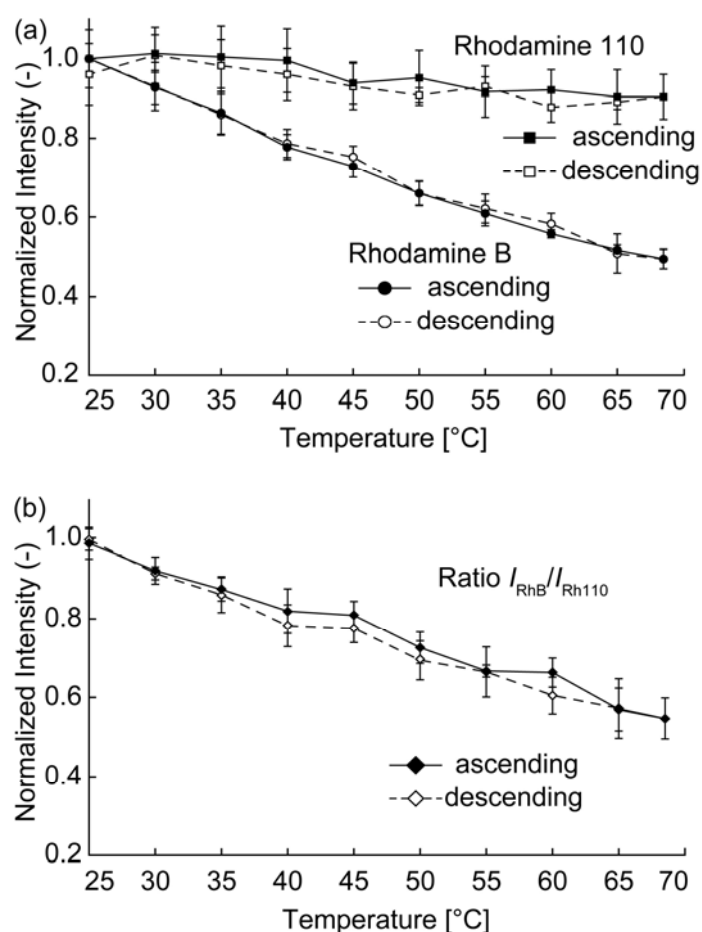 (a)
Normalized Intensity (-)
1.0
0.8
0.6
0.4
0.2
Rhodamine 110
ascending
descending
Rhodamine B
ascending
descending
25 30 35 40 45 50 55 60 65 70
Temperature [°C]
(b)
Normalized Intensity (-)
1.0
0.8
0.6
0.4
0.2
Ratio I_RhB/I_Rh110
ascending
descending
25 30 35 40 45 50 55 60 65 70
Temperature [°C]